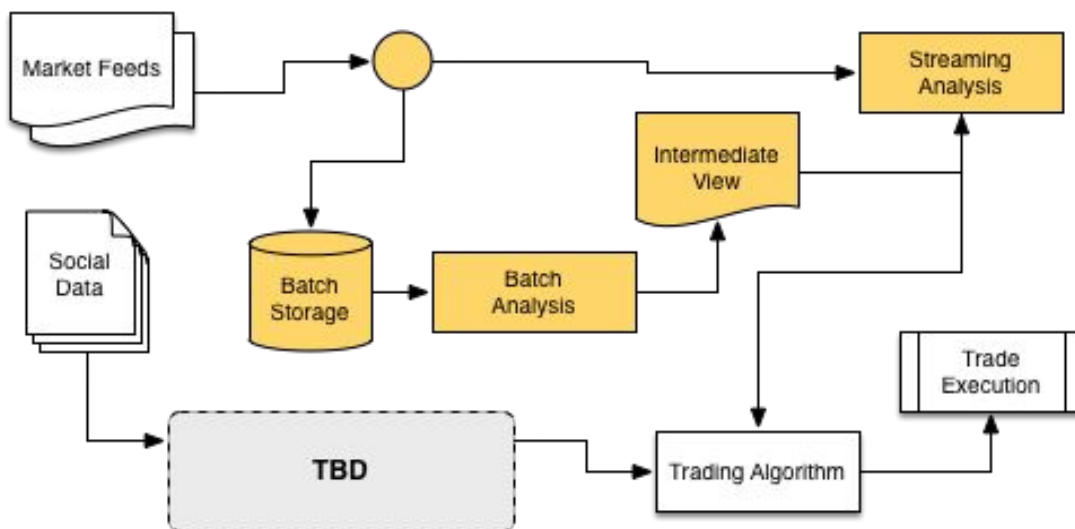 Market Feeds
Streaming
Analysis
Intermediate
View
Social
Data
Batch
Storage
Batch
Analysis
Trade
Execution
TBD
Trading Algorithm